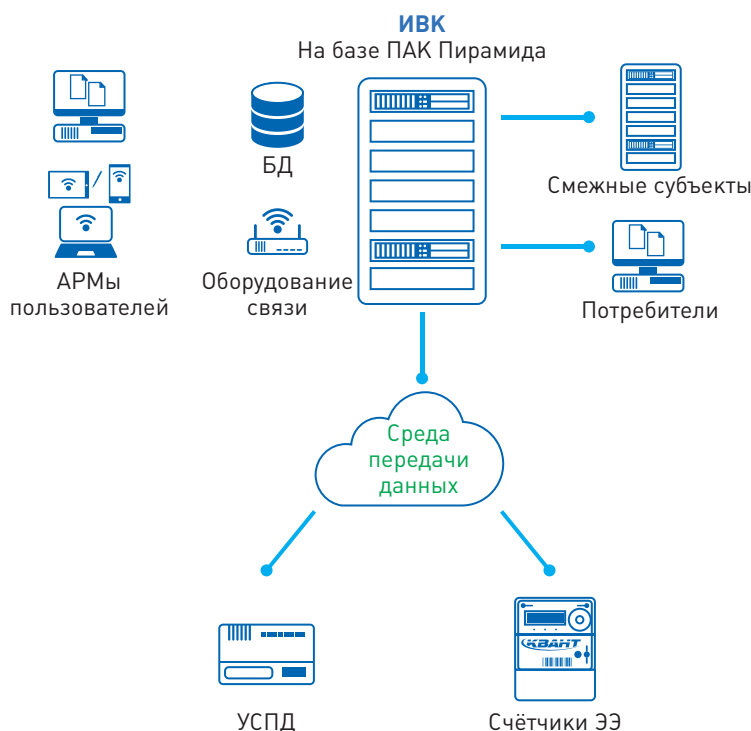 ИВК
На базе ПАК Пирамида
БД
АРМы
пользователей
Оборудование
связи
Смежные субъекты
Потребители
Среда
передачи
данных
КВАНТ
УСПД
Счётчики ЭЭ